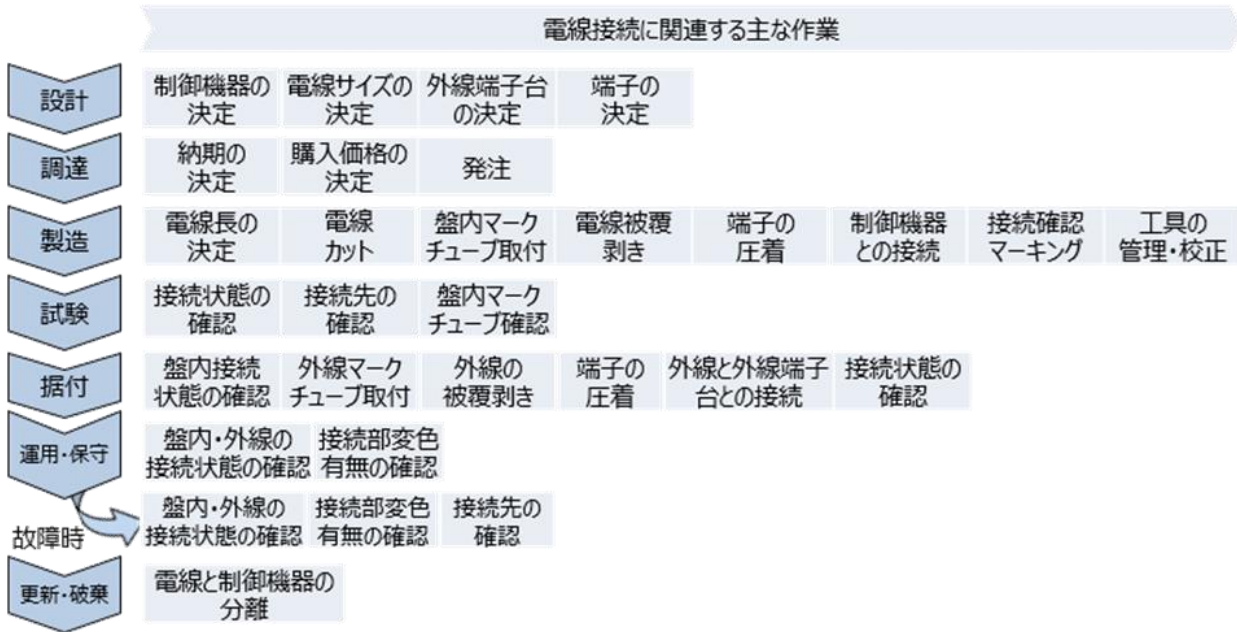 電線接続に関連する主な作業
設計
制御機器の
決定
電線サイズの
決定
外線端子台
の決定
端子の
決定
調達
納期の
決定
購入価格の
決定
発注
製造
電線長の
決定
電線
カット
盤内マーク
チューブ取付
電線被覆
剥き
端子の
圧着
制御機器
との接続
接続確認
マーキング
工具の
管理・校正
試験
接続状態の
確認
接続先の
確認
盤内マーク
チューブ確認
据付
盤内接続
状態の確認
外線マーク
チューブ取付
外線の
被覆剥き
端子の
圧着
外線と外線端子
台との接続
接続状態の
確認
運用・保守
盤内・外線の
接続状態の確認
接続部変色
有無の確認
故障時
盤内・外線の
接続状態の確認
接続部変色
有無の確認
接続先の
確認
更新・破棄
電線と制御機器の
分離